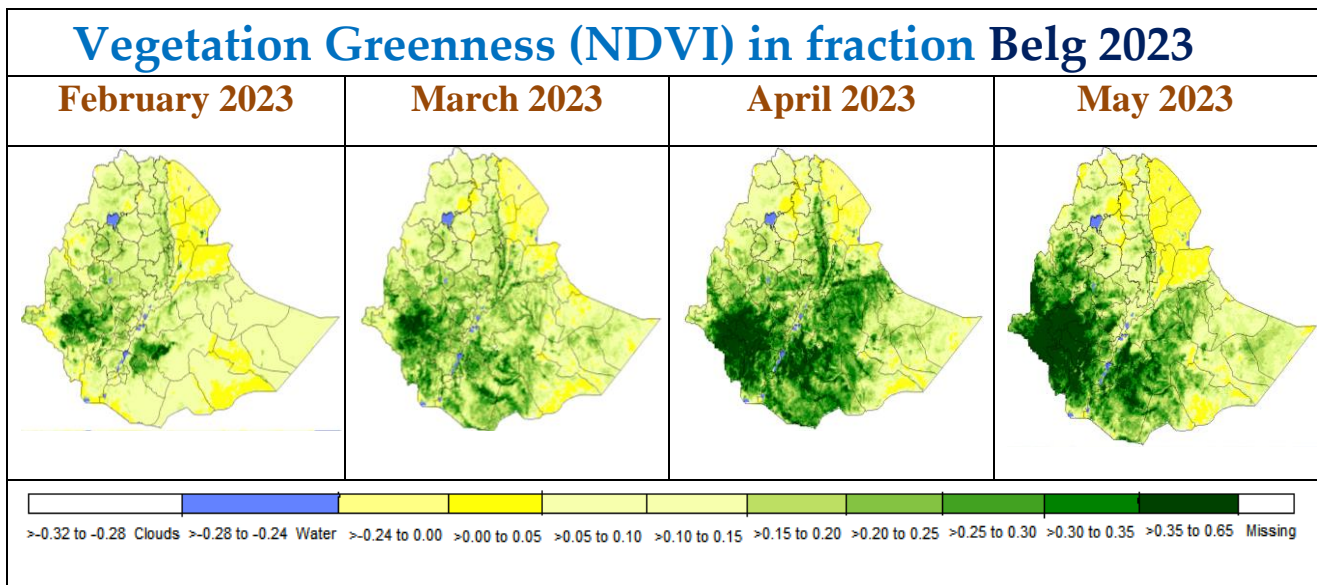 Vegetation Greenness (NDVI) in fraction Belg 2023
February 2023 March 2023 April 2023 May 2023
>-0.32 to -0.28 Clouds >-0.28 to -0.24 Water >-0.24 to 0.00 >0.00 to 0.05 >0.05 to 0.10 >0.10 to 0.15 >0.15 to 0.20 >0.20 to 0.25 >0.25 to 0.30 >0.30 to 0.35 >0.35 to 0.65 Missing